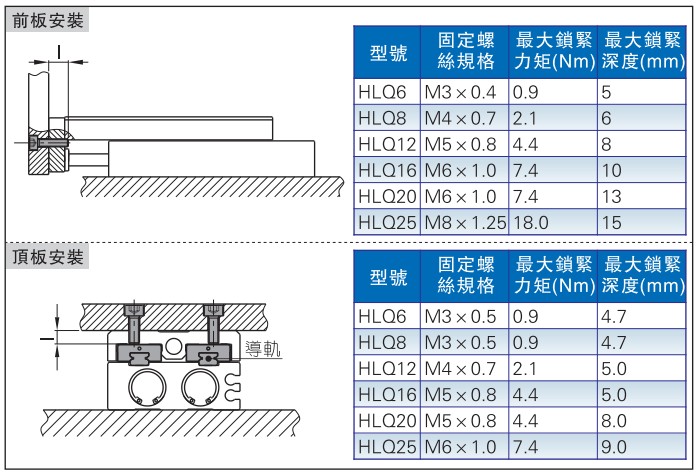 前板安裝
l
型號 固定螺絲規格 最大鎖緊力矩(Nm) 最大鎖緊深度(mm)
HLQ6 M3×0.4 0.9 5
HLQ8 M4×0.7 2.1 6
HLQ12 M5×0.8 4.4 8
HLQ16 M6×1.0 7.4 10
HLQ20 M6×1.0 7.4 13
HLQ25 M8×1.25 18.0 15
頂板安裝
l
導軌
型號 固定螺絲規格 最大鎖緊力矩(Nm) 最大鎖緊深度(mm)
HLQ6 M3×0.5 0.9 4.7
HLQ8 M3×0.5 0.9 4.7
HLQ12 M4×0.7 2.1 5.0
HLQ16 M5×0.8 4.4 5.0
HLQ20 M5×0.8 4.4 8.0
HLQ25 M6×1.0 7.4 9.0